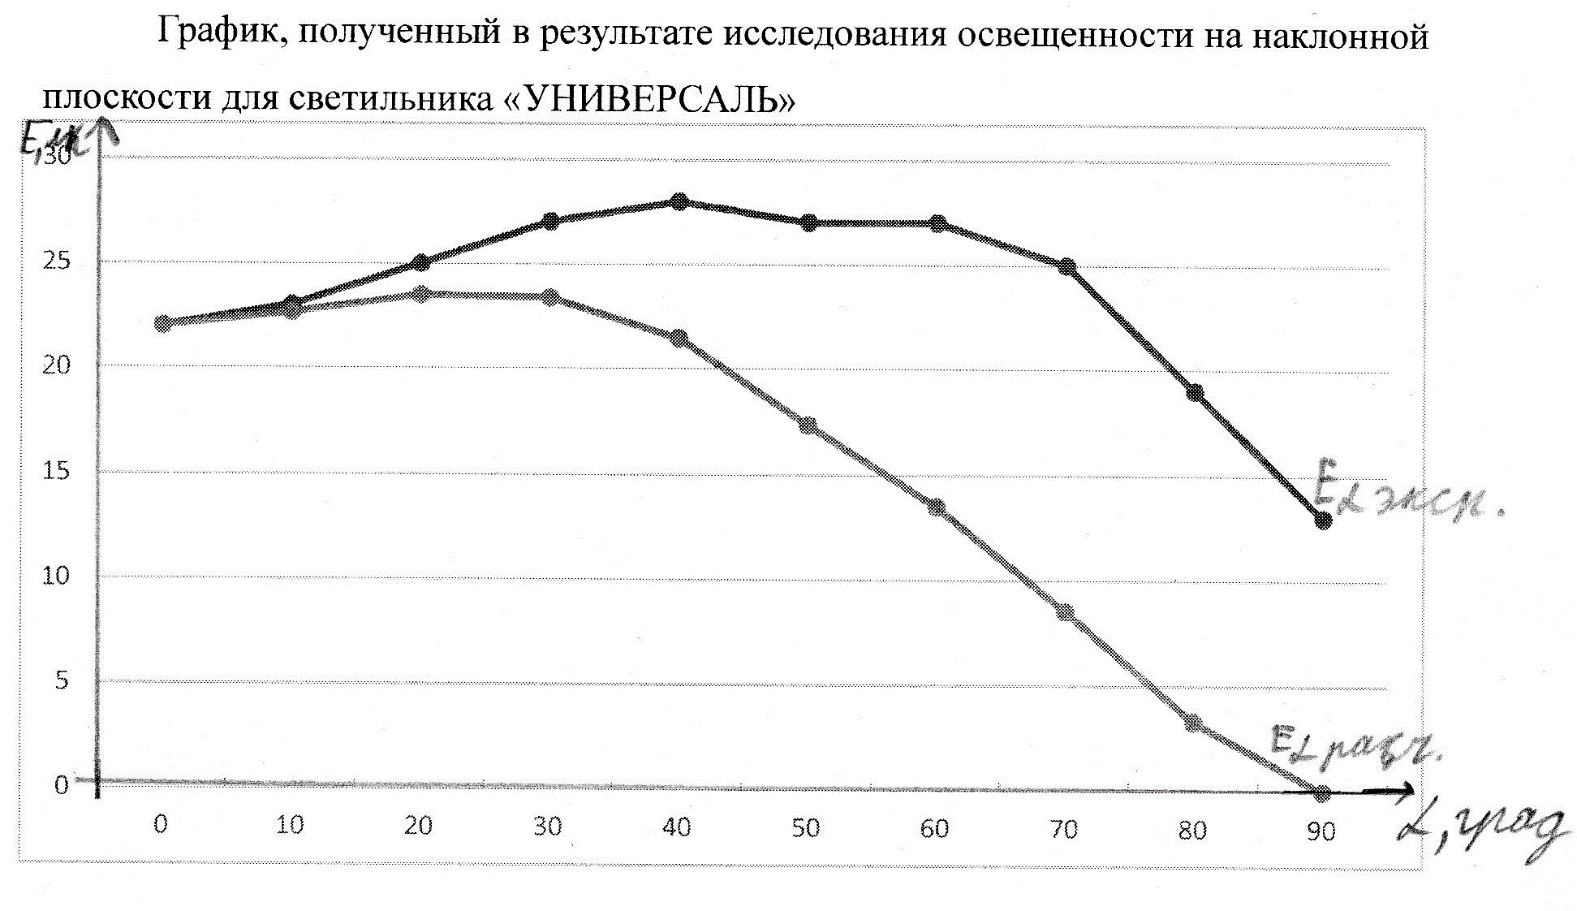 График, полученный в результате исследования освещенности на наклонной
плоскости для светильника «УНИВЕРСАЛЬ»
E, лк
30
25
20
15
10
5
0
Eα эксп.
Eα расч.
0 10 20 30 40 50 60 70 80 90
α, град